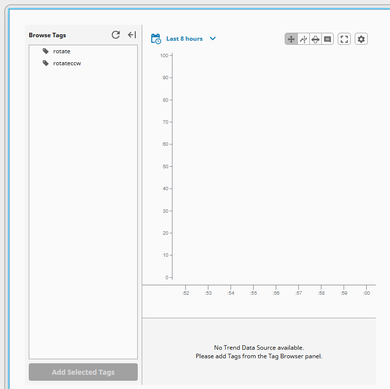 Browse Tags
Last 8 hours
rotate
rotateccw
100
90
80
70
60
50
40
30
20
10
0
:52 :53 :54 :55 :56 :57 :58 :59 :00
No Trend Data Source available.
Please add Tags from the Tag Browser panel.
Add Selected Tags